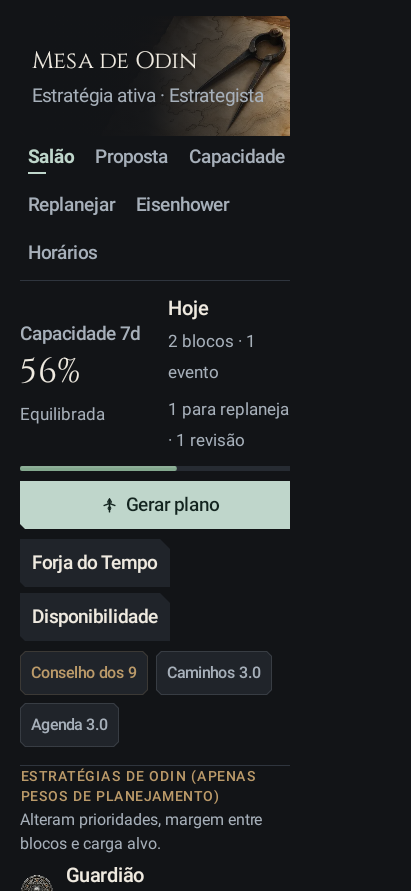 Mesa de Odin
Estratégia ativa · Estrategista
Salão Proposta Capacidade
Replanejar Eisenhower
Horários
Capacidade 7d
56%
Equilibrada
Hoje
2 blocos · 1
evento
1 para replaneja
· 1 revisão
Gerar plano
Forja do Tempo
Disponibilidade
Conselho dos 9 Caminhos 3.0
Agenda 3.0
ESTRATÉGIAS DE ODIN (APENAS
PESOS DE PLANEJAMENTO)
Alteram prioridades, margem entre
blocos e carga alvo.
Guardião